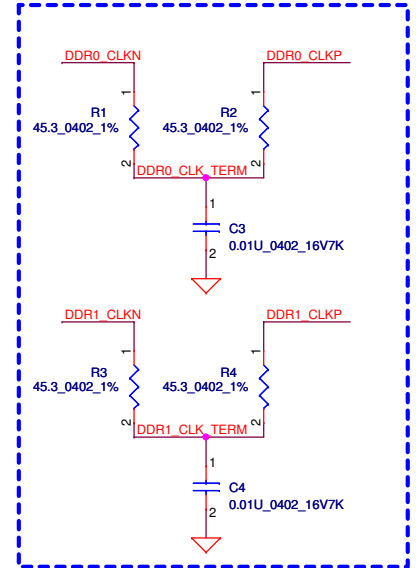 DDR0_CLKN DDR0_CLKP
1 1
R1 R2
45.3_0402_1% 45.3_0402_1%
2 2
DDR0_CLK_TERM
1
C3
0.01U_0402_16V7K
2
DDR1_CLKN DDR1_CLKP
1 1
R3 R4
45.3_0402_1% 45.3_0402_1%
2 2
DDR1_CLK_TERM
1
C4
0.01U_0402_16V7K
2